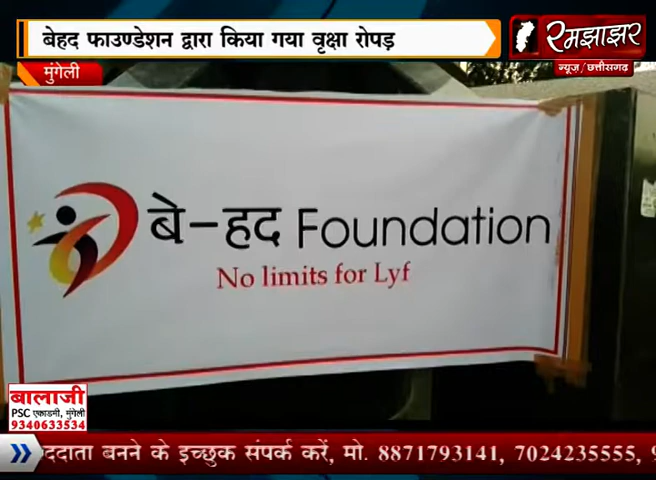 बेहद फाउण्डेशन द्वारा किया गया वृक्षा रोपड़
रमझाझर
न्यूज़/छत्तीसगढ़
मुंगेली
बे-हद Foundation
No limits for Lyf
बालाजी
PSC एकाडमी, मुंगेली
9340633534
ददाता बनने के इच्छुक संपर्क करें, मो. 8871793141, 7024235555, 9